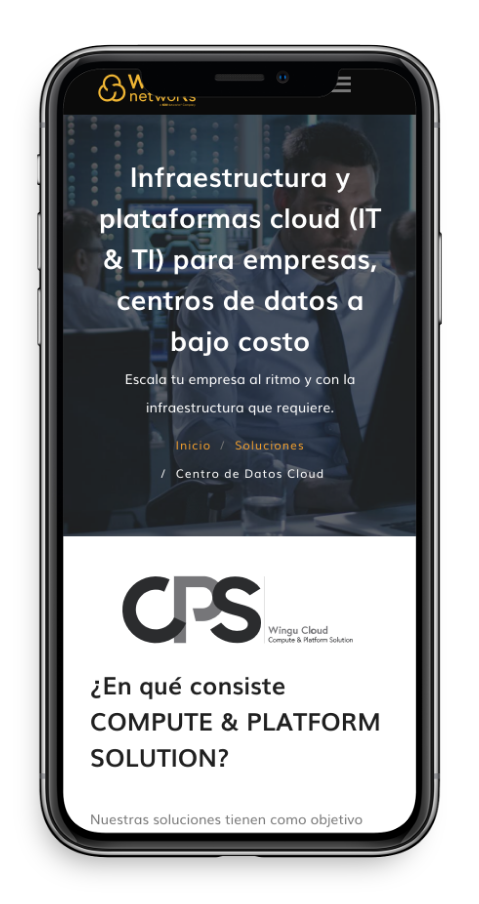 W
networks
Infraestructura y
plataformas cloud (IT
& TI) para empresas,
centros de datos a
bajo costo
Escala tu empresa al ritmo y con la
infraestructura que requiere.
Inicio / Soluciones
/ Centro de Datos Cloud
CPS
Wingu Cloud
Compute & Platform Solution
¿En qué consiste
COMPUTE & PLATFORM
SOLUTION?
Nuestras soluciones tienen como objetivo